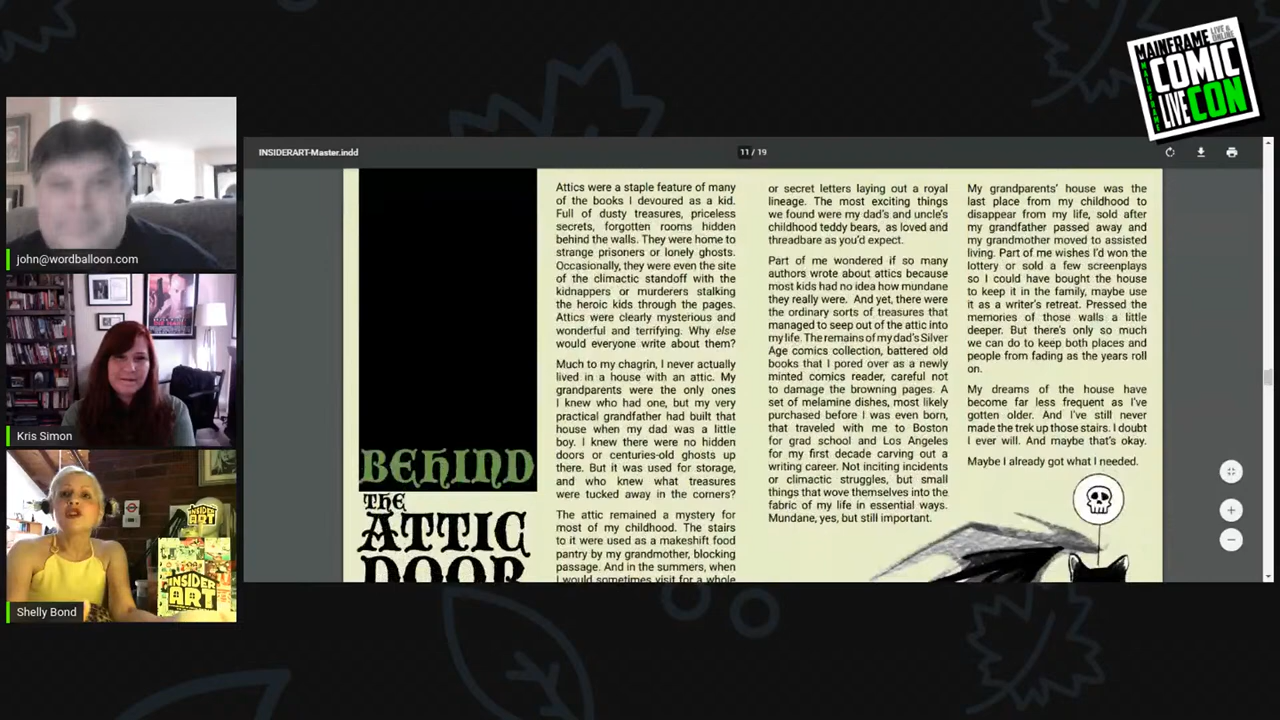 MAINFRAME LIVE & ONLINE
MAINFRAME
COMIC
LIVE CON
john@wordballoon.com
Kris Simon
INSIDER ART
INSIDER
ART
Shelly Bond
INSIDERART-Master.indd
11 / 19
BEHIND
THE
ATTIC
DOOR
Attics were a staple feature of many
of the books I devoured as a kid.
Full of dusty treasures, priceless
secrets, forgotten rooms hidden
behind the walls. They were home to
strange prisoners or lonely ghosts.
Occasionally, they were even the site
of the climactic standoff with the
kidnappers or murderers stalking
the heroic kids through the pages.
Attics were clearly mysterious and
wonderful and terrifying. Why else
would everyone write about them?
Much to my chagrin, I never actually
lived in a house with an attic. My
grandparents were the only ones
I knew who had one, but my very
practical grandfather had built that
house when my dad was a little
boy. I knew there were no hidden
doors or centuries-old ghosts up
there. But it was used for storage,
and who knew what treasures
were tucked away in the corners?
The attic remained a mystery for
most of my childhood. The stairs
to it were used as a makeshift food
pantry by my grandmother, blocking
passage. And in the summers, when
I would sometimes visit for a whole
or secret letters laying out a royal
lineage. The most exciting things
we found were my dad's and uncle's
childhood teddy bears, as loved and
threadbare as you'd expect.
Part of me wondered if so many
authors wrote about attics because
most kids had no idea how mundane
they really were. And yet, there were
the ordinary sorts of treasures that
managed to seep out of the attic into
my life. The remains of my dad's Silver
Age comics collection, battered old
books that I pored over as a newly
minted comics reader, careful not
to damage the browning pages. A
set of melamine dishes, most likely
purchased before I was even born,
that traveled with me to Boston
for grad school and Los Angeles
for my first decade carving out a
writing career. Not inciting incidents
or climactic struggles, but small
things that wove themselves into the
fabric of my life in essential ways.
Mundane, yes, but still important.
My grandparents' house was the
last place from my childhood to
disappear from my life, sold after
my grandfather passed away and
my grandmother moved to assisted
living. Part of me wishes I'd won the
lottery or sold a few screenplays
so I could have bought the house
to keep it in the family, maybe use
it as a writer's retreat. Pressed the
memories of those walls a little
deeper. But there's only so much
we can do to keep both places and
people from fading as the years roll
on.
My dreams of the house have
become far less frequent as I've
gotten older. And I've still never
made the trek up those stairs. I doubt
I ever will. And maybe that's okay.
Maybe I already got what I needed.